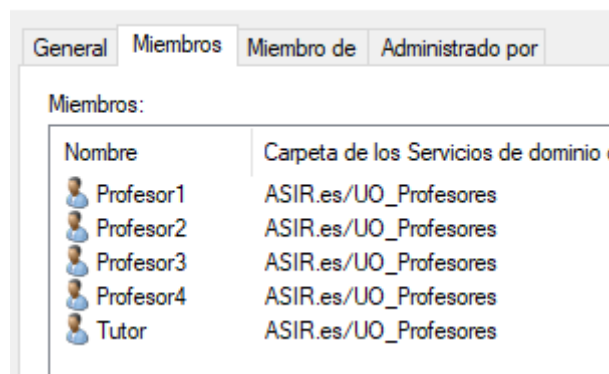 General Miembros Miembro de Administrado por
Miembros:
Nombre Carpeta de los Servicios de dominio
Profesor1 ASIR.es/UO_Profesores
Profesor2 ASIR.es/UO_Profesores
Profesor3 ASIR.es/UO_Profesores
Profesor4 ASIR.es/UO_Profesores
Tutor ASIR.es/UO_Profesores